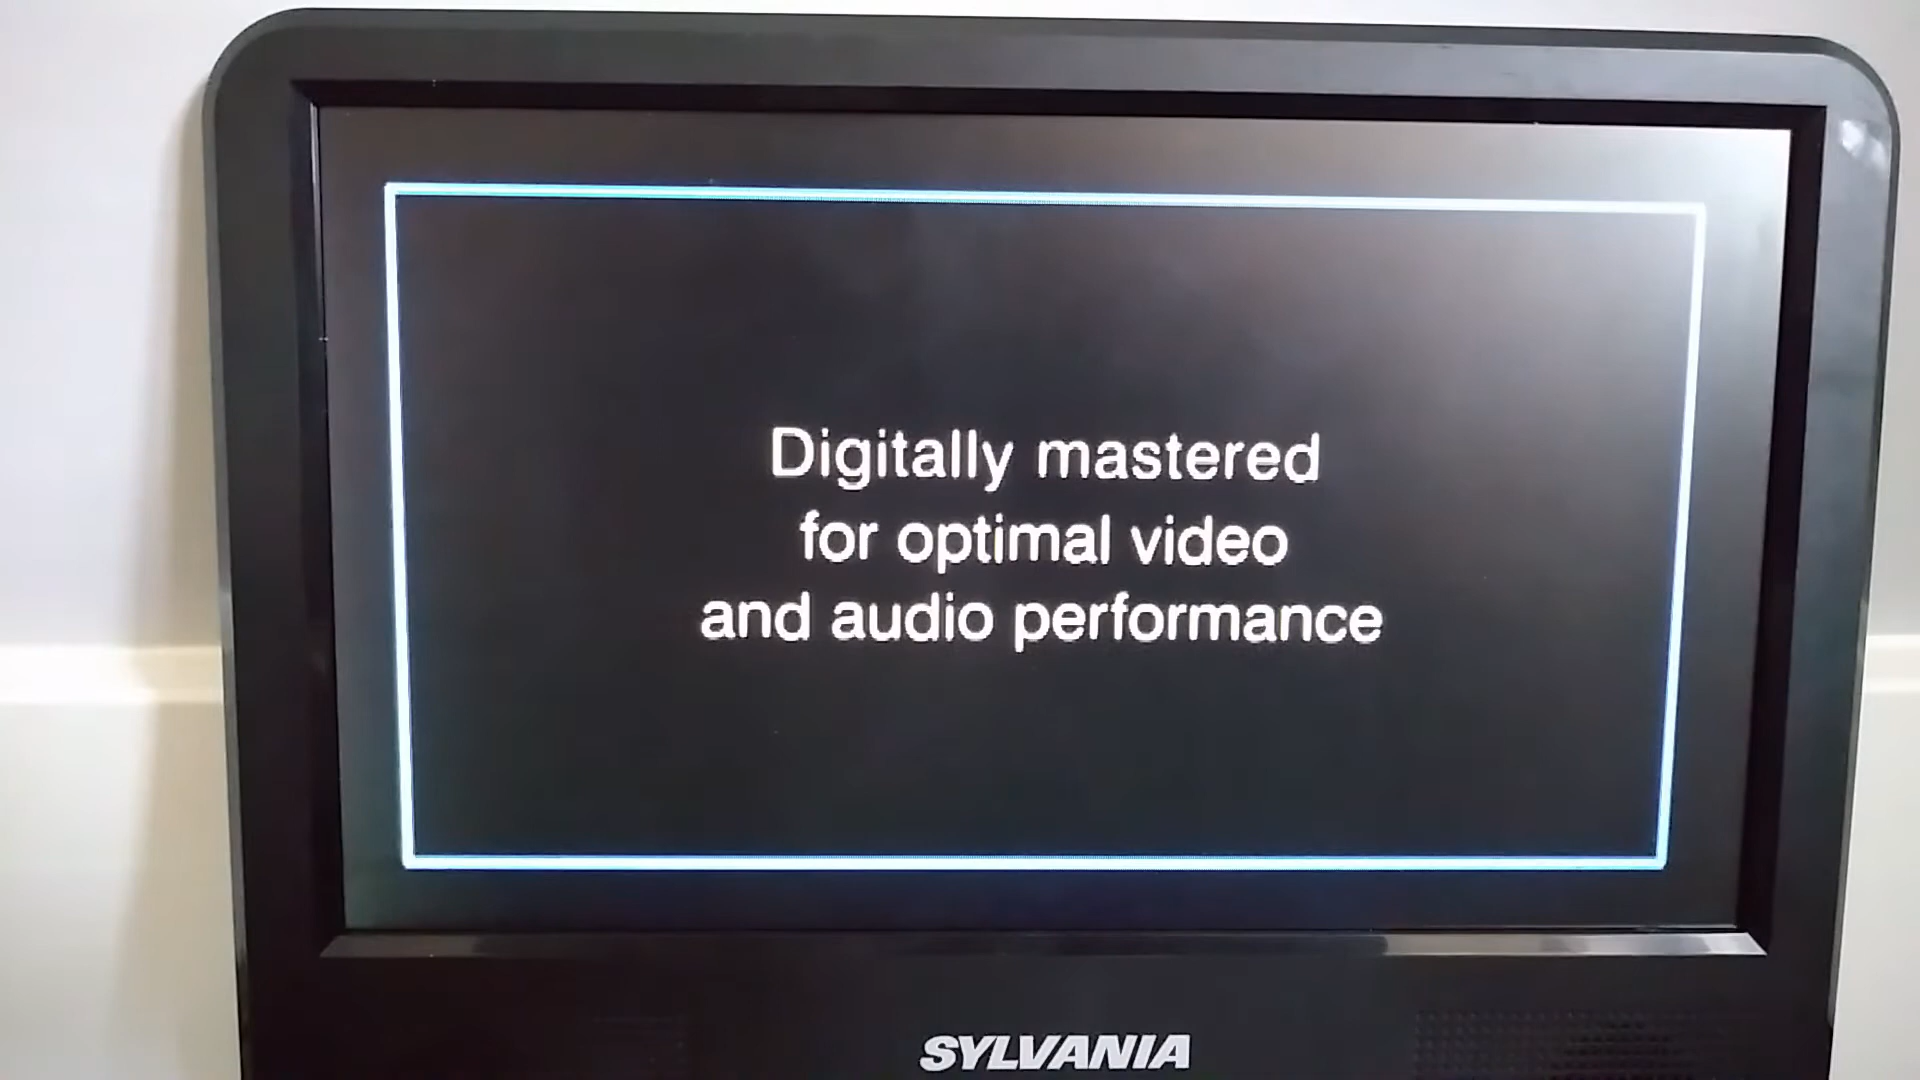 Digitally mastered
for optimal video
and audio performance
SYLVANIA